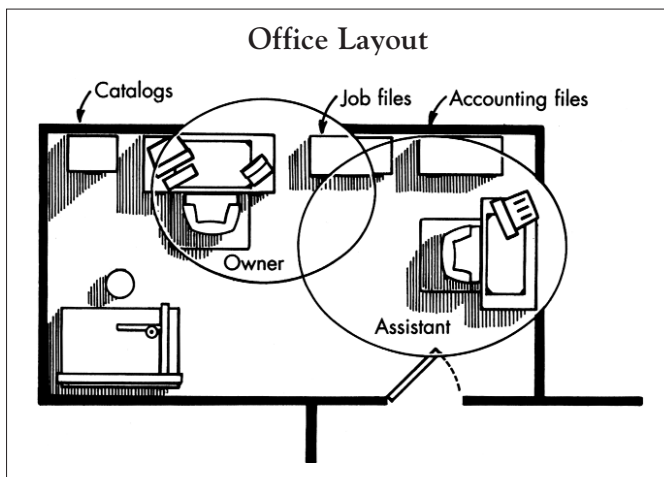 Office Layout
Catalogs
Job files
Accounting files
Owner
Assistant